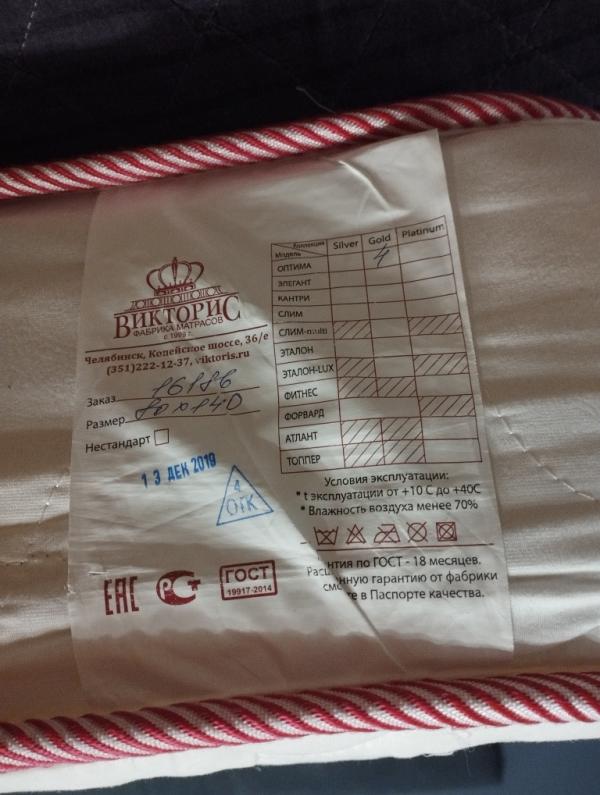 ВИКТОРИС
ФАБРИКА МАТРАСОВ
Челябинск, Копейское шоссе, 36/е
(351)222-12-37, viktoris.ru
Заказ
Размер 80х140
Нестандарт
13 ДЕК 2019
4
ОТК
ЕАС РСТ ГОСТ
19917-2014
Коллекция Silver Gold Platinum
Модель
ОПТИМА
ЭЛЕГАНТ
КАНТРИ
СЛИМ
СЛИМ-multi
ЭТАЛОН
ЭТАЛОН-LUX
ФИТНЕС
ФОРВАРД
АТЛАНТ
ТОППЕР
Условия эксплуатации:
* t эксплуатации от +10 С до +40С
* Влажность воздуха менее 70%
нтия по ГОСТ - 18 месяцев.
нную гарантию от фабрики
те в Паспорте качества.